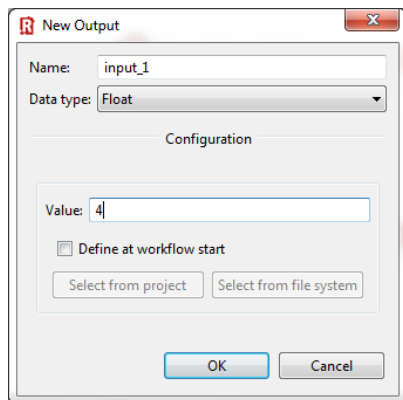 New Output
Name: input_1
Data type: Float
Configuration
Value: 4
Define at workflow start
Select from project Select from file system
OK Cancel